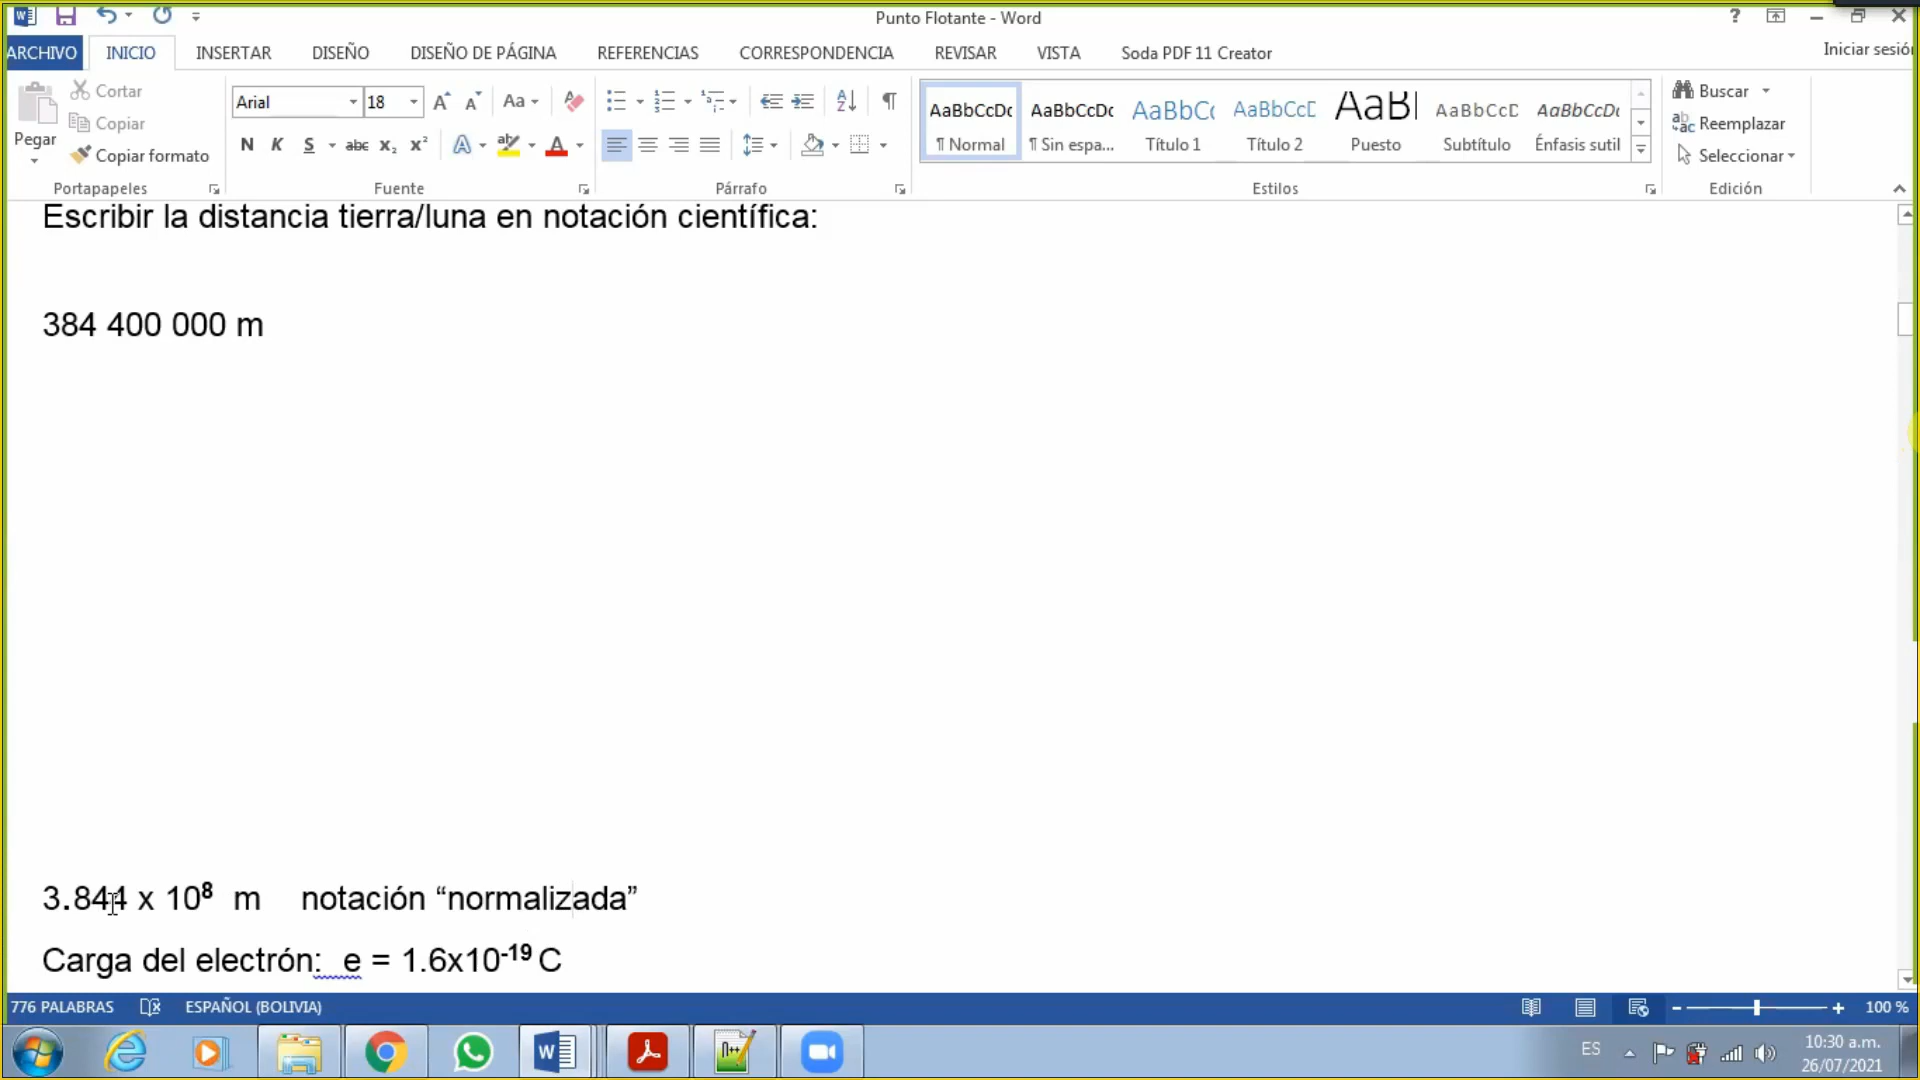 Punto Flotante - Word
ARCHIVO INICIO INSERTAR DISEÑO DISEÑO DE PÁGINA REFERENCIAS CORRESPONDENCIA REVISAR VISTA Soda PDF 11 Creator Iniciar sesió
Pegar
Cortar
Copiar
Copiar formato
Portapapeles
Arial 18
Aa
N K S abc x₂ x² A ab A
Fuente
Párrafo
AaBbCcDc AaBbCcDc AaBbC( AaBbCcD AaB AaBbCcD AaBbCcDc
¶ Normal ¶ Sin espa... Título 1 Título 2 Puesto Subtítulo Énfasis sutil
Estilos
Buscar
Reemplazar
Seleccionar
Edición
Escribir la distancia tierra/luna en notación científica:
384 400 000 m
3.844 x 10⁸ m notación “normalizada”
Carga del electrón: e = 1.6x10⁻¹⁹ C
776 PALABRAS ESPAÑOL (BOLIVIA) 100 %
ES 10:30 a.m.
26/07/2021